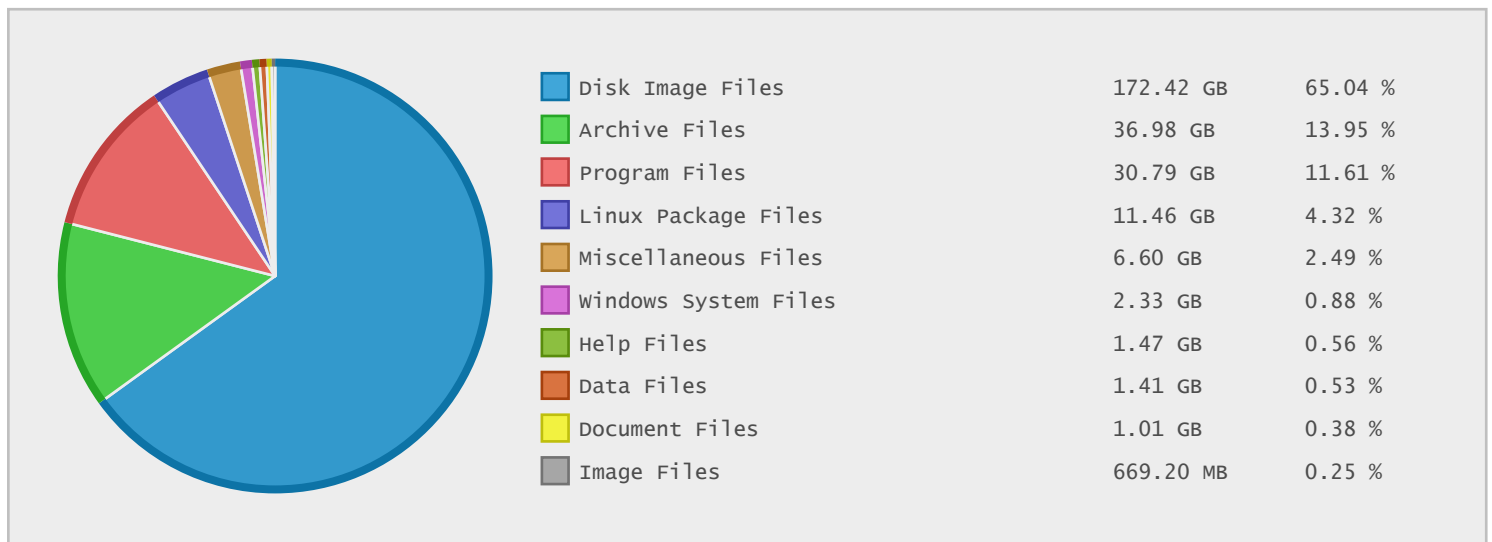 Disk Image Files 172.42 GB 65.04 %
Archive Files 36.98 GB 13.95 %
Program Files 30.79 GB 11.61 %
Linux Package Files 11.46 GB 4.32 %
Miscellaneous Files 6.60 GB 2.49 %
Windows System Files 2.33 GB 0.88 %
Help Files 1.47 GB 0.56 %
Data Files 1.41 GB 0.53 %
Document Files 1.01 GB 0.38 %
Image Files 669.20 MB 0.25 %